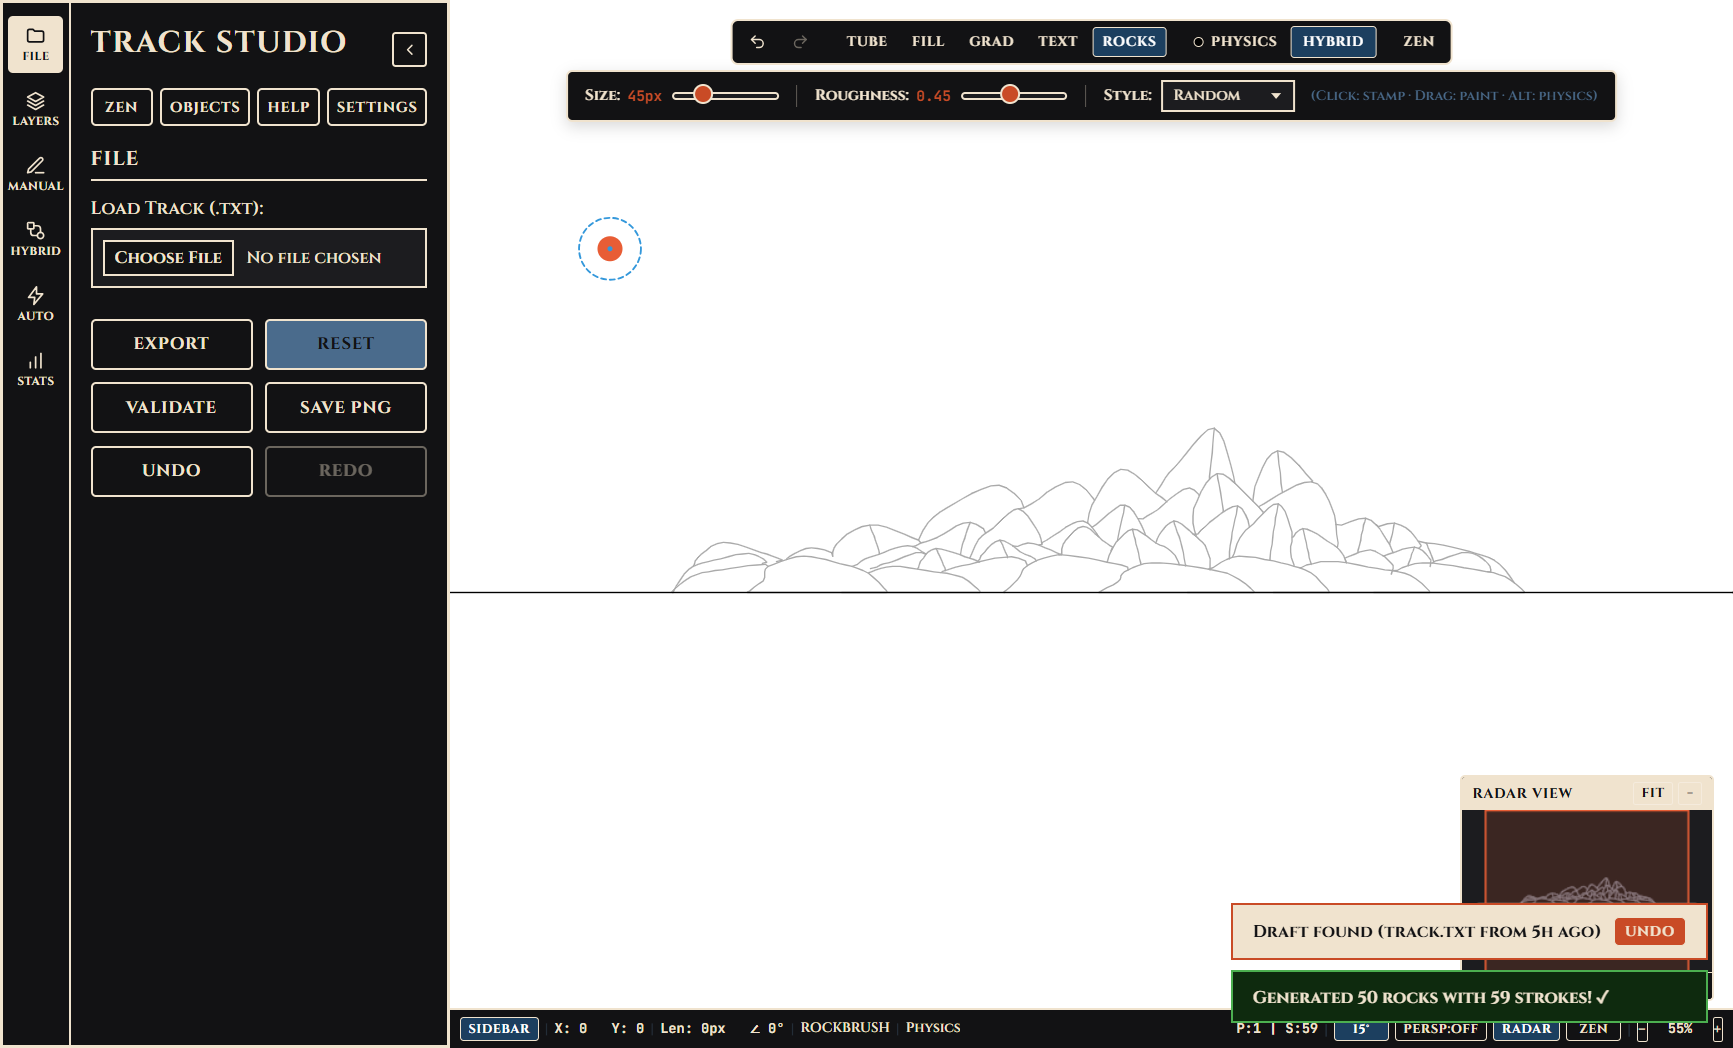 FILE
LAYERS
MANUAL
HYBRID
AUTO
STATS
TRACK STUDIO
ZEN OBJECTS HELP SETTINGS
FILE
Load Track (.txt):
Choose File No file chosen
EXPORT RESET
VALIDATE SAVE PNG
UNDO REDO
TUBE FILL GRAD TEXT ROCKS PHYSICS HYBRID ZEN
Size: 45px Roughness: 0.45 Style: Random (Click: stamp · Drag: paint · Alt: physics)
RADAR VIEW FIT -
Draft found (track.txt from 5h ago) UNDO
Generated 50 rocks with 59 strokes! ✓
SIDEBAR X: 0 Y: 0 Len: 0px ∠ 0° ROCKBRUSH Physics P:1 | S:59 15° PERSP:OFF RADAR ZEN - 55% +